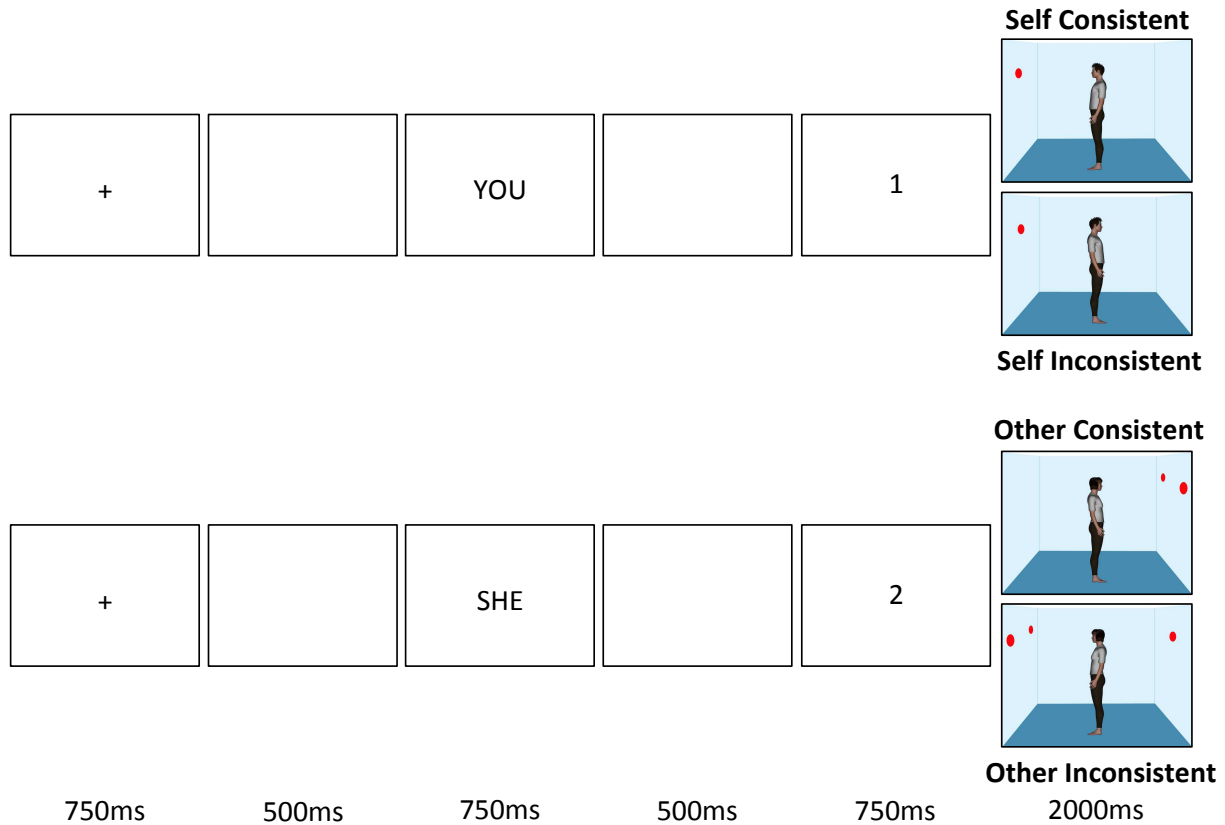 Self Consistent
+
YOU
1
Self Inconsistent
Other Consistent
+
SHE
2
Other Inconsistent
750ms
500ms
750ms
500ms
750ms
2000ms